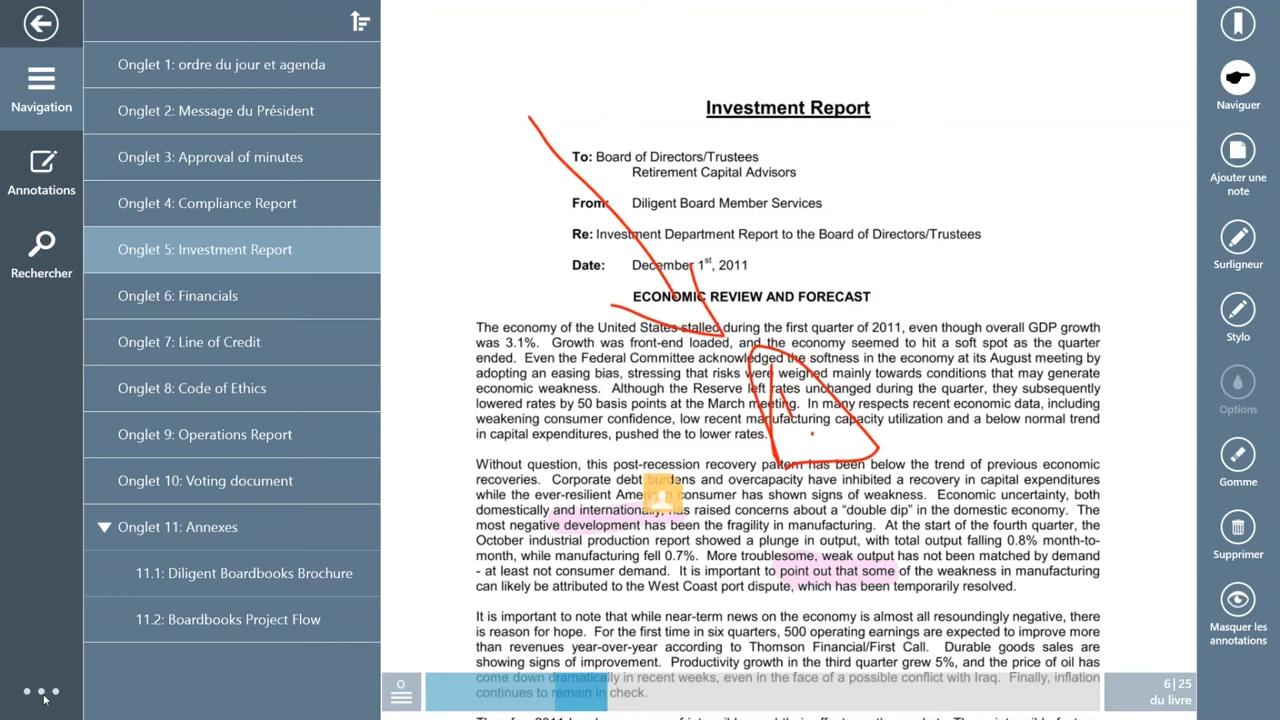 Navigation
Annotations
Rechercher
Onglet 1: ordre du jour et agenda
Onglet 2: Message du Président
Onglet 3: Approval of minutes
Onglet 4: Compliance Report
Onglet 5: Investment Report
Onglet 6: Financials
Onglet 7: Line of Credit
Onglet 8: Code of Ethics
Onglet 9: Operations Report
Onglet 10: Voting document
Onglet 11: Annexes
11.1: Diligent Boardbooks Brochure
11.2: Boardbooks Project Flow
Investment Report
To: Board of Directors/Trustees
Retirement Capital Advisors
From: Diligent Board Member Services
Re: Investment Department Report to the Board of Directors/Trustees
Date: December 1st, 2011
ECONOMIC REVIEW AND FORECAST
The economy of the United States stalled during the first quarter of 2011, even though overall GDP growth
was 3.1%. Growth was front-end loaded, and the economy seemed to hit a soft spot as the quarter
ended. Even the Federal Committee acknowledged the softness in the economy at its August meeting by
adopting an easing bias, stressing that risks were weighed mainly towards conditions that may generate
economic weakness. Although the Reserve left rates unchanged during the quarter, they subsequently
lowered rates by 50 basis points at the March meeting. In many respects recent economic data, including
weakening consumer confidence, low recent manufacturing capacity utilization and a below normal trend
in capital expenditures, pushed the to lower rates.
Without question, this post-recession recovery pattern has been below the trend of previous economic
recoveries. Corporate debt burdens and overcapacity have inhibited a recovery in capital expenditures
while the ever-resilient American consumer has shown signs of weakness. Economic uncertainty, both
domestically and internationally, has raised concerns about a “double dip” in the domestic economy. The
most negative development has been the fragility in manufacturing. At the start of the fourth quarter, the
October industrial production report showed a plunge in output, with total output falling 0.8% month-to-
month, while manufacturing fell 0.7%. More troublesome, weak output has not been matched by demand
- at least not consumer demand. It is important to point out that some of the weakness in manufacturing
can likely be attributed to the West Coast port dispute, which has been temporarily resolved.
It is important to note that while near-term news on the economy is almost all resoundingly negative, there
is reason for hope. For the first time in six quarters, 500 operating earnings are expected to improve more
than revenues year-over-year according to Thomson Financial/First Call. Durable goods sales are
showing signs of improvement. Productivity growth in the third quarter grew 5%, and the price of oil has
come down dramatically in recent weeks, even in the face of a possible conflict with Iraq. Finally, inflation
continues to remain in check.
6|25
du livre
Naviguer
Ajouter une
note
Surligneur
Stylo
Options
Gomme
Supprimer
Masquer les
annotations